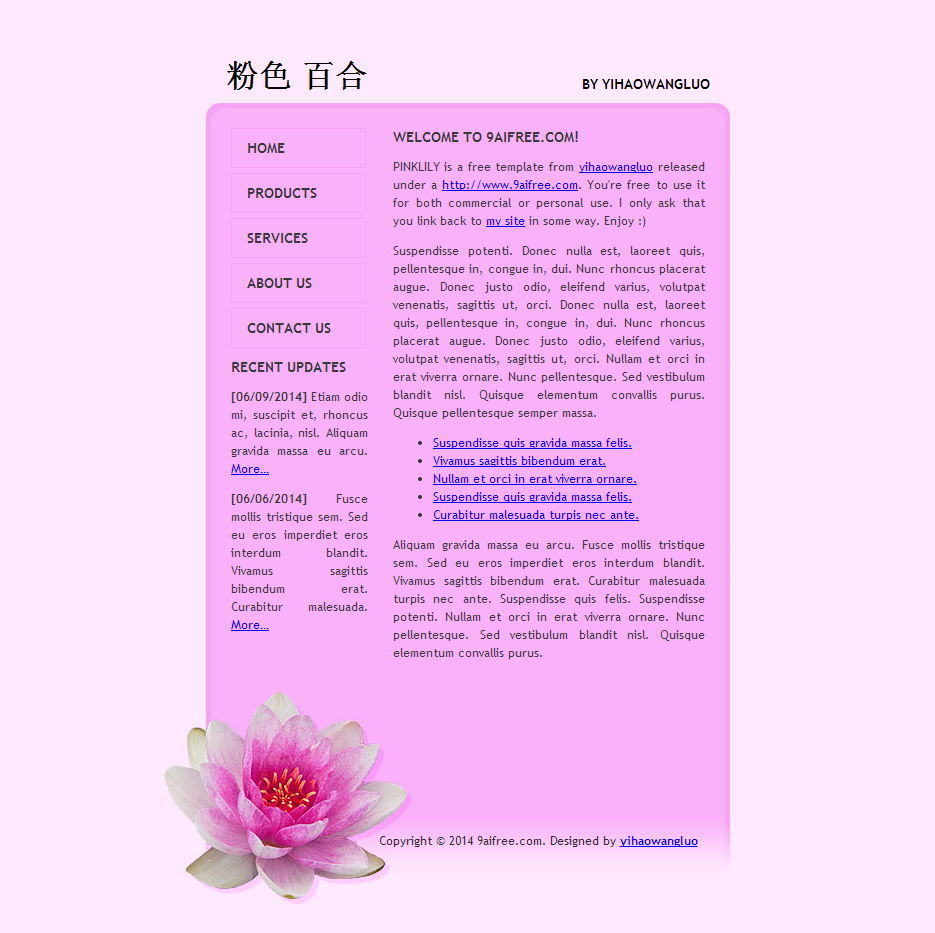 粉色 百合
BY YIHAOWANGLUO
HOME
PRODUCTS
SERVICES
ABOUT US
CONTACT US
RECENT UPDATES
[06/09/2014] Etiam odio
mi, suscipit et, rhoncus
ac, lacinia, nisl. Aliquam
gravida massa eu arcu.
More...
[06/06/2014] Fusce
mollis tristique sem. Sed
eu eros imperdiet eros
interdum blandit.
Vivamus sagittis
bibendum erat.
Curabitur malesuada.
More...
WELCOME TO 9AIFREE.COM!
PINKLILY is a free template from yihaowangluo released
under a http://www.9aifree.com. You're free to use it
for both commercial or personal use. I only ask that
you link back to my site in some way. Enjoy :)
Suspendisse potenti. Donec nulla est, laoreet quis,
pellentesque in, congue in, dui. Nunc rhoncus placerat
augue. Donec justo odio, eleifend varius, volutpat
venenatis, sagittis ut, orci. Donec nulla est, laoreet
quis, pellentesque in, congue in, dui. Nunc rhoncus
placerat augue. Donec justo odio, eleifend varius,
volutpat venenatis, sagittis ut, orci. Nullam et orci in
erat viverra ornare. Nunc pellentesque. Sed vestibulum
blandit nisl. Quisque elementum convallis purus.
Quisque pellentesque semper massa.
• Suspendisse quis gravida massa felis.
• Vivamus sagittis bibendum erat.
• Nullam et orci in erat viverra ornare.
• Suspendisse quis gravida massa felis.
• Curabitur malesuada turpis nec ante.
Aliquam gravida massa eu arcu. Fusce mollis tristique
sem. Sed eu eros imperdiet eros interdum blandit.
Vivamus sagittis bibendum erat. Curabitur malesuada
turpis nec ante. Suspendisse quis felis. Suspendisse
potenti. Nullam et orci in erat viverra ornare. Nunc
pellentesque. Sed vestibulum blandit nisl. Quisque
elementum convallis purus.
Copyright © 2014 9aifree.com. Designed by yihaowangluo